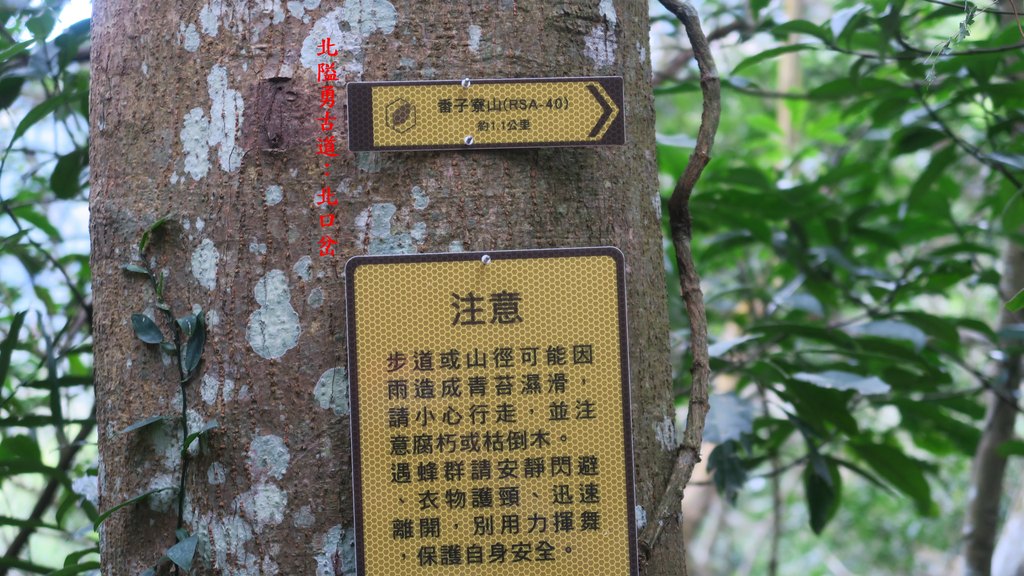 北隘勇古道．北口岔
番子寮山(RSA-40)
約1.1公里
注意
步道或山徑可能因
雨造成青苔濕滑，
請小心行走，並注
意腐朽或枯倒木。
遇蜂群請安靜閃避
、衣物護頸、迅速
離開，別用力揮舞
，保護自身安全。